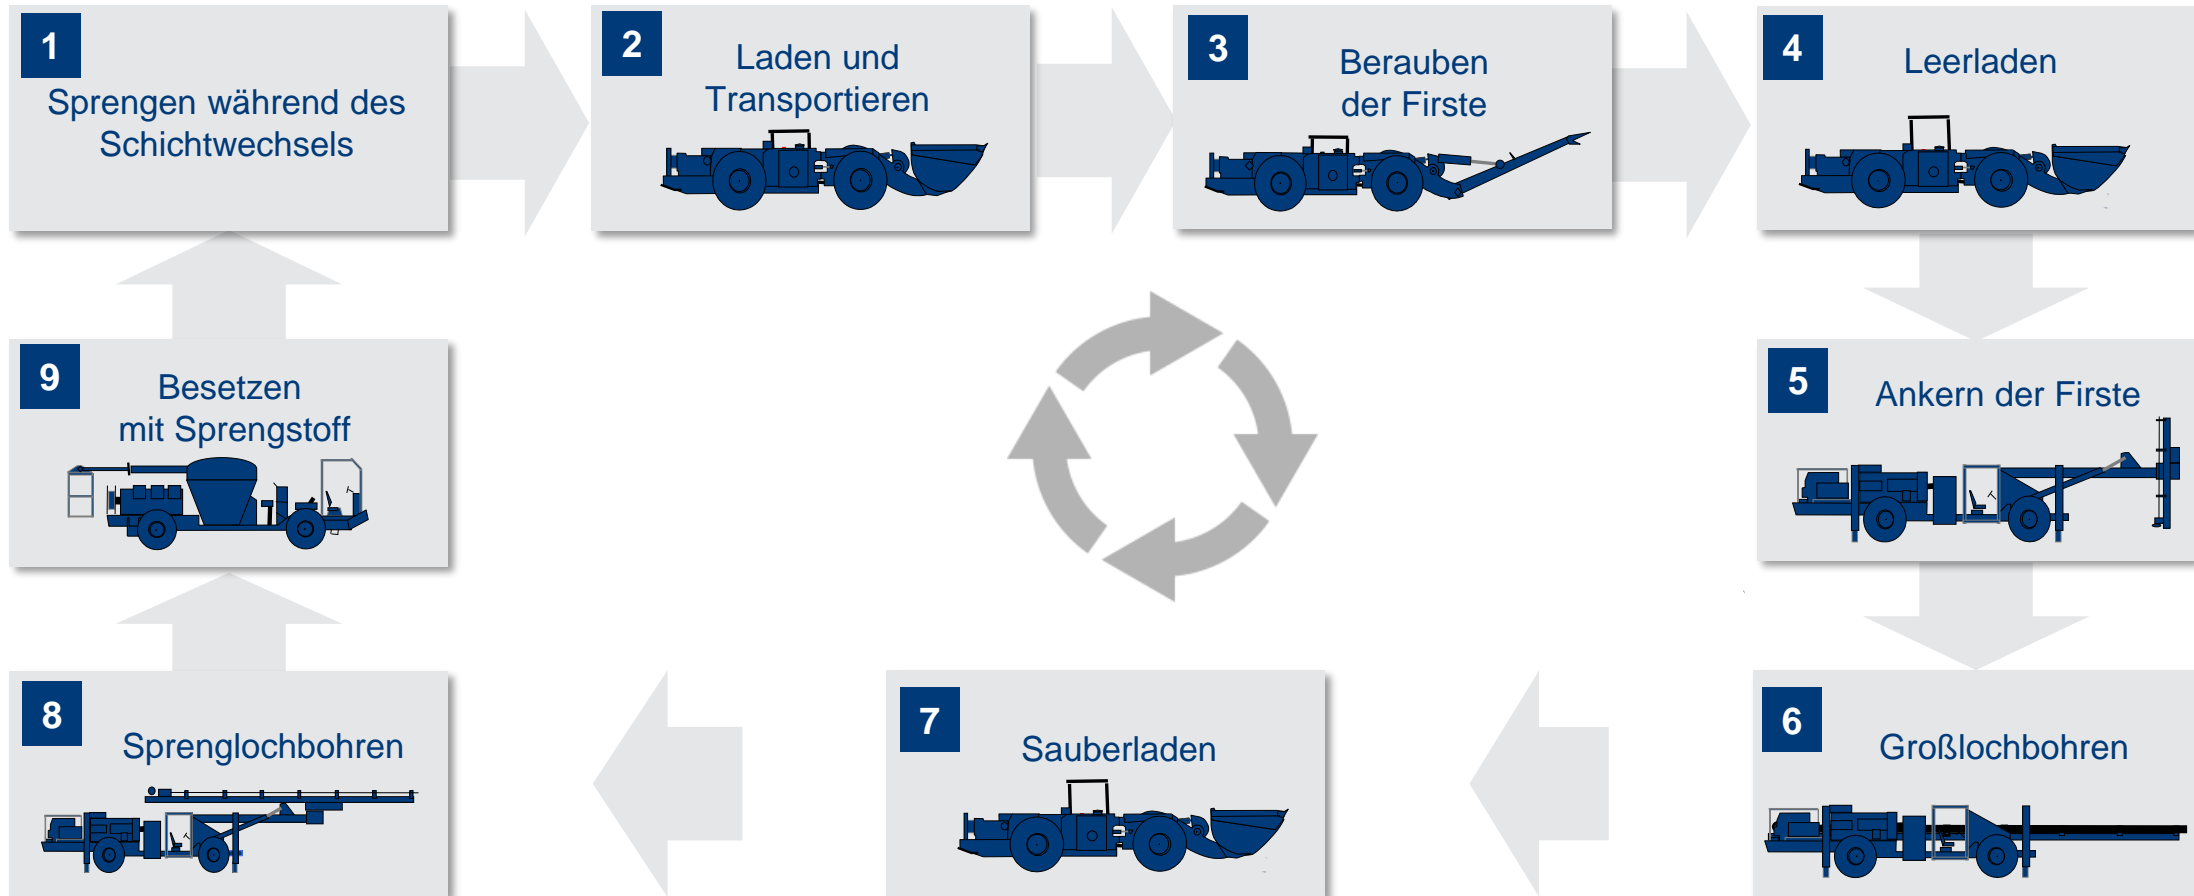 1
Sprengen während des
Schichtwechsels
2
Laden und
Transportieren
3
Berauben
der Firste
4
Leerladen
5
Ankern der Firste
6
Großlochbohren
7
Sauberladen
8
Sprenglochbohren
9
Besetzen
mit Sprengstoff